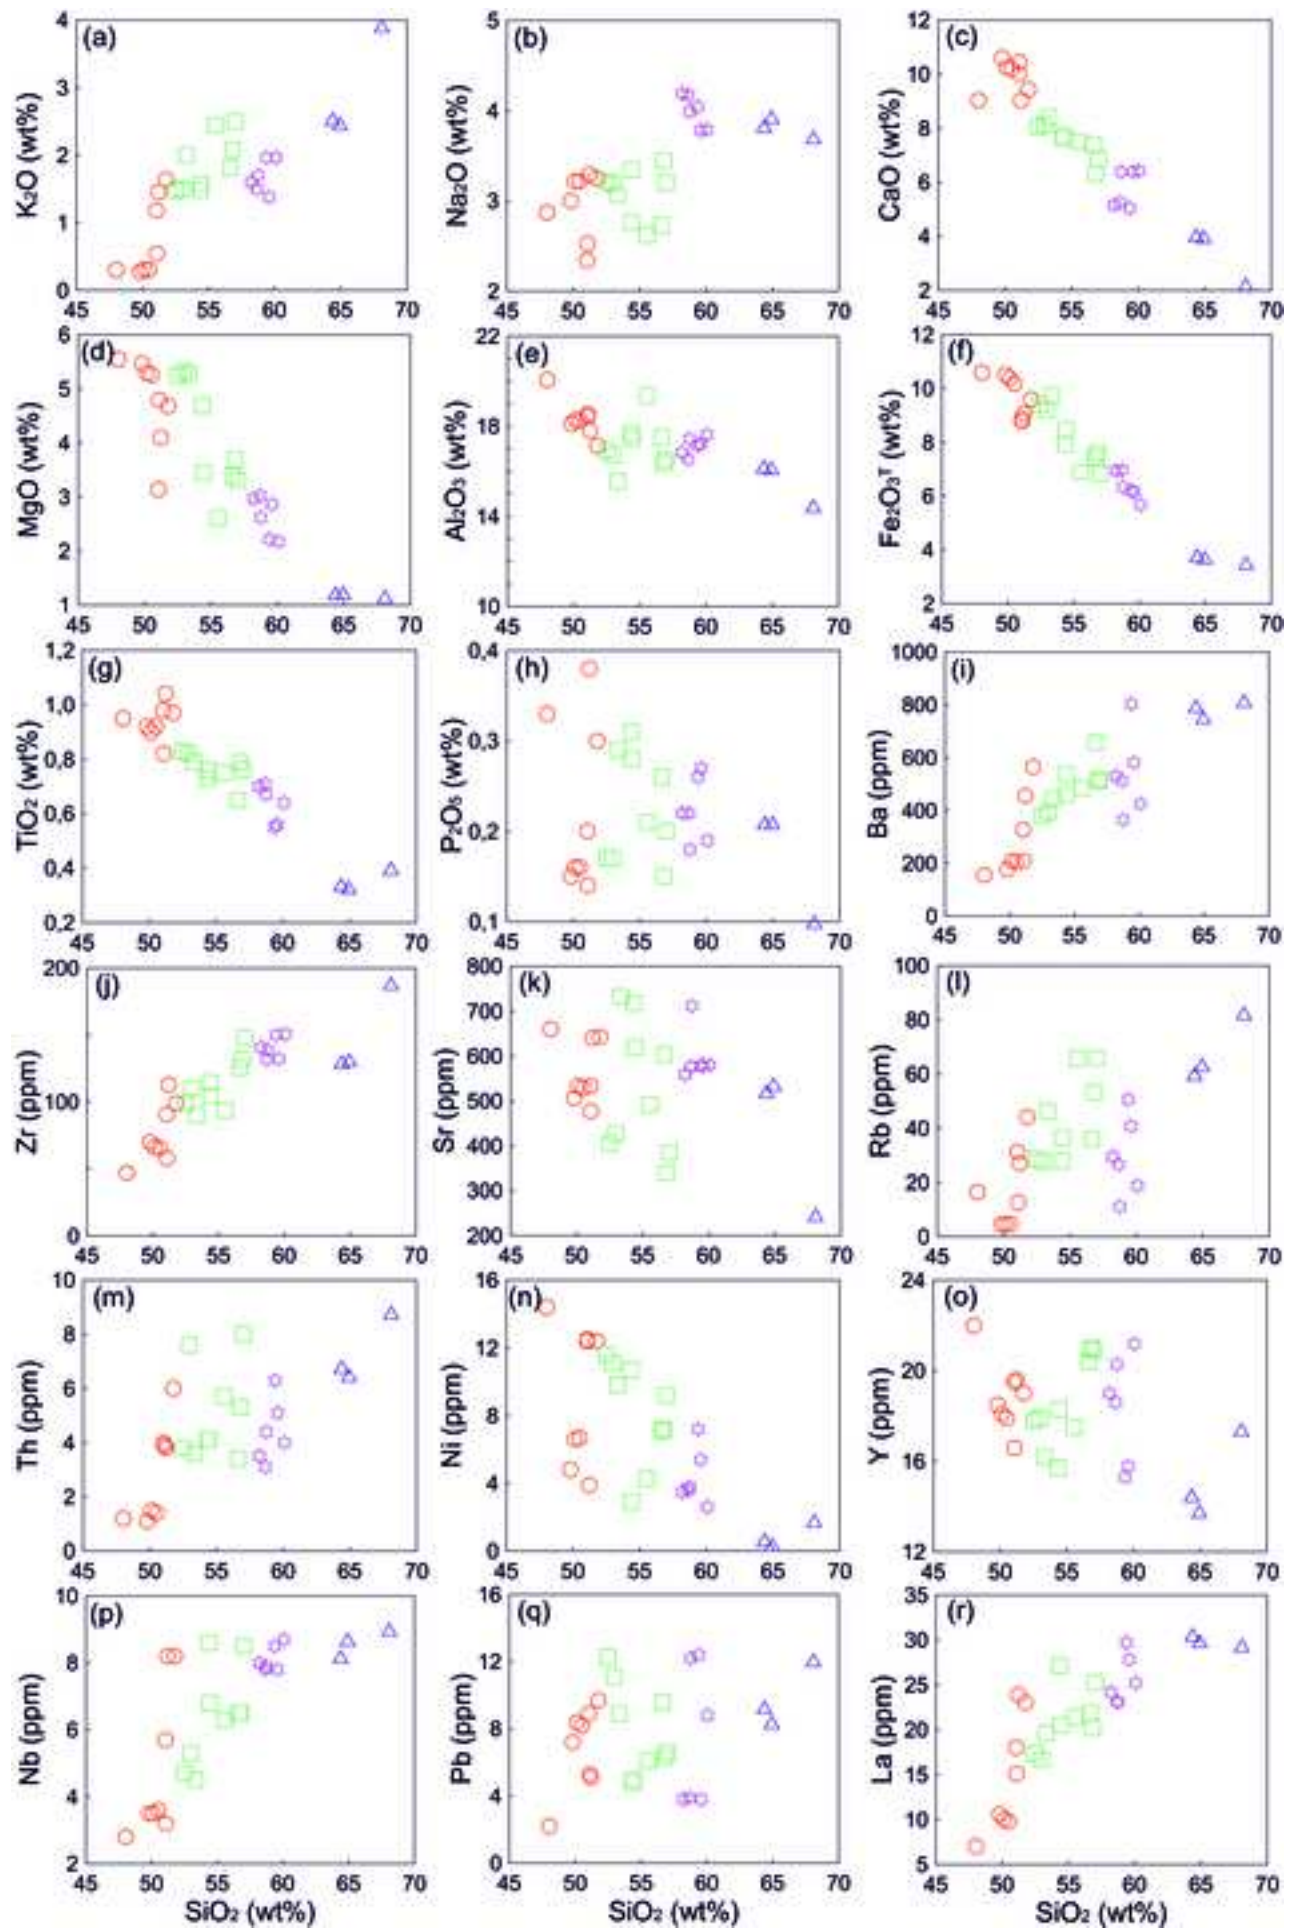 (a) (b) (c)
4 3 2 1 0
K₂O (wt%)
45 50 55 60 65 70
5 4 3 2
Na₂O (wt%)
45 50 55 60 65 70
12 10 8 6 4 2
CaO (wt%)
45 50 55 60 65 70
(d) (e) (f)
6 5 4 3 2 1
MgO (wt%)
45 50 55 60 65 70
22 18 14 10
Al₂O₃ (wt%)
45 50 55 60 65 70
12 10 8 6 4 2
Fe₂O₃ᵀ (wt%)
45 50 55 60 65 70
(g) (h) (i)
1,2 1,0 0,8 0,6 0,4 0,2
TiO₂ (wt%)
45 50 55 60 65 70
0,4 0,3 0,2 0,1
P₂O₅ (wt%)
45 50 55 60 65 70
1000 800 600 400 200 0
Ba (ppm)
45 50 55 60 65 70
(j) (k) (l)
200 100 0
Zr (ppm)
45 50 55 60 65 70
800 700 600 500 400 300 200
Sr (ppm)
45 50 55 60 65 70
100 80 60 40 20 0
Rb (ppm)
45 50 55 60 65 70
(m) (n) (o)
10 8 6 4 2 0
Th (ppm)
45 50 55 60 65 70
16 12 8 4 0
Ni (ppm)
45 50 55 60 65 70
24 20 16 12
Y (ppm)
45 50 55 60 65 70
(p) (q) (r)
10 8 6 4 2
Nb (ppm)
45 50 55 60 65 70
SiO₂ (wt%)
16 12 8 4 0
Pb (ppm)
45 50 55 60 65 70
SiO₂ (wt%)
35 30 25 20 15 10 5
La (ppm)
45 50 55 60 65 70
SiO₂ (wt%)